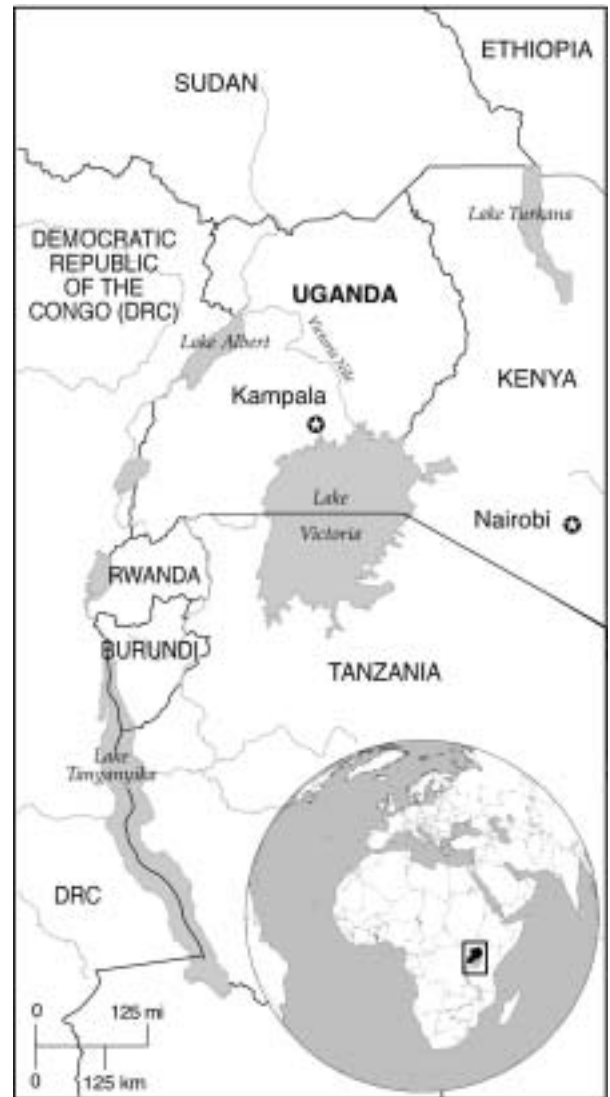 ETHIOPIA
SUDAN
Lake Turkana
DEMOCRATIC
REPUBLIC
OF THE
CONGO (DRC)
UGANDA
Victoria Nile
Lake Albert
KENYA
Kampala
Lake
Victoria
Nairobi
RWANDA
BURUNDI
TANZANIA
Lake
Tanganyika
DRC
0 125 mi
0 125 km